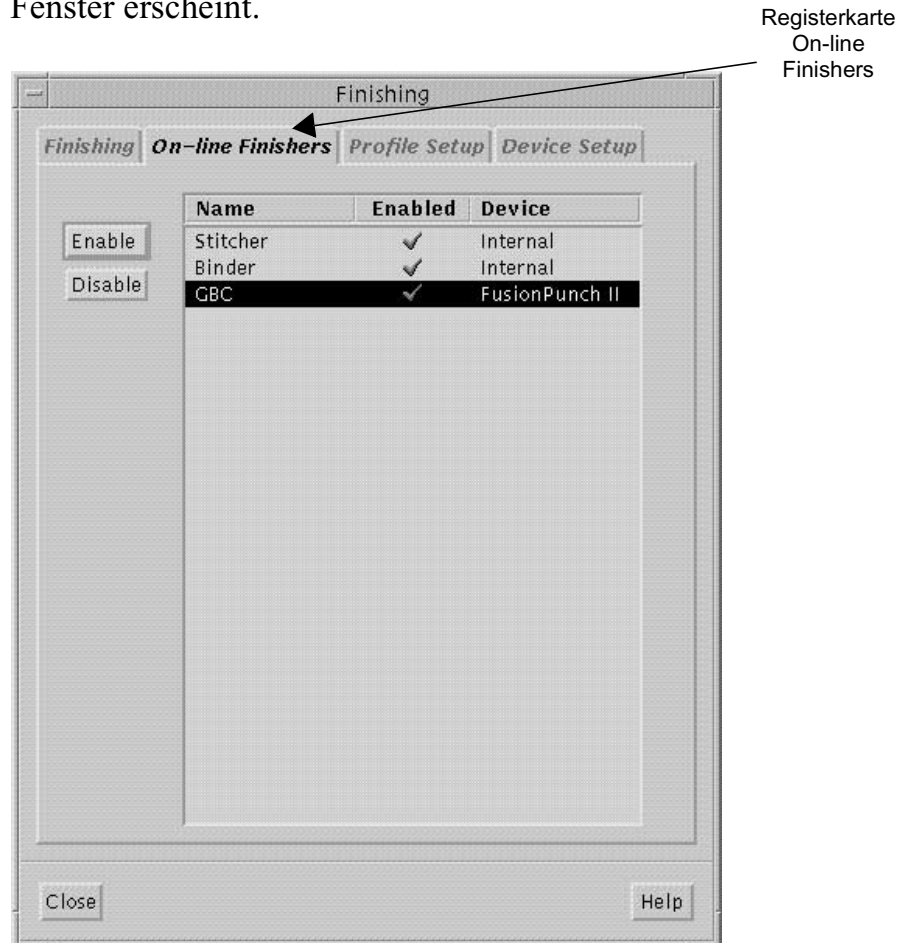 Fenster erscheint.
Registerkarte
On-line
Finishers
Finishing
Finishing On-line Finishers Profile Setup Device Setup
Name Enabled Device
Enable
Disable
Stitcher ✓ Internal
Binder ✓ Internal
GBC ✓ FusionPunch II
Close Help